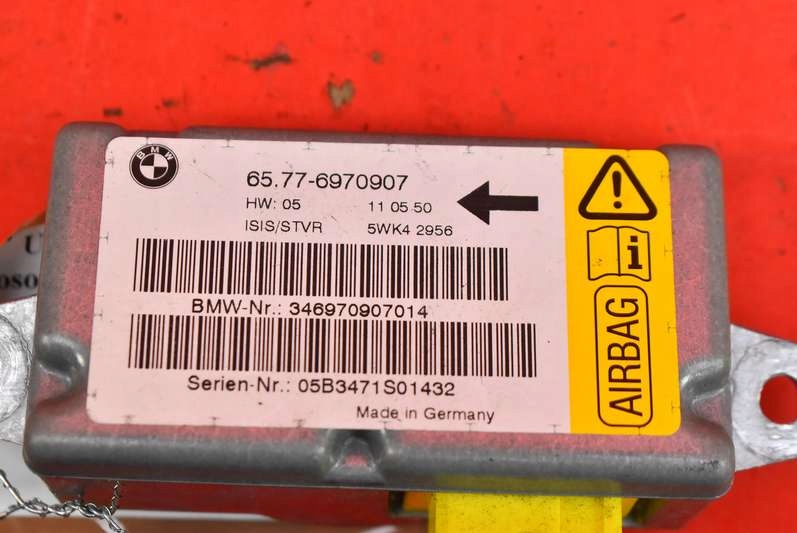 BMW
65.77-6970907
HW: 05 11 05 50
ISIS/STVR 5WK4 2956
BMW-Nr.: 346970907014
Serien-Nr.: 05B3471S01432
Made in Germany
i
AIRBAG